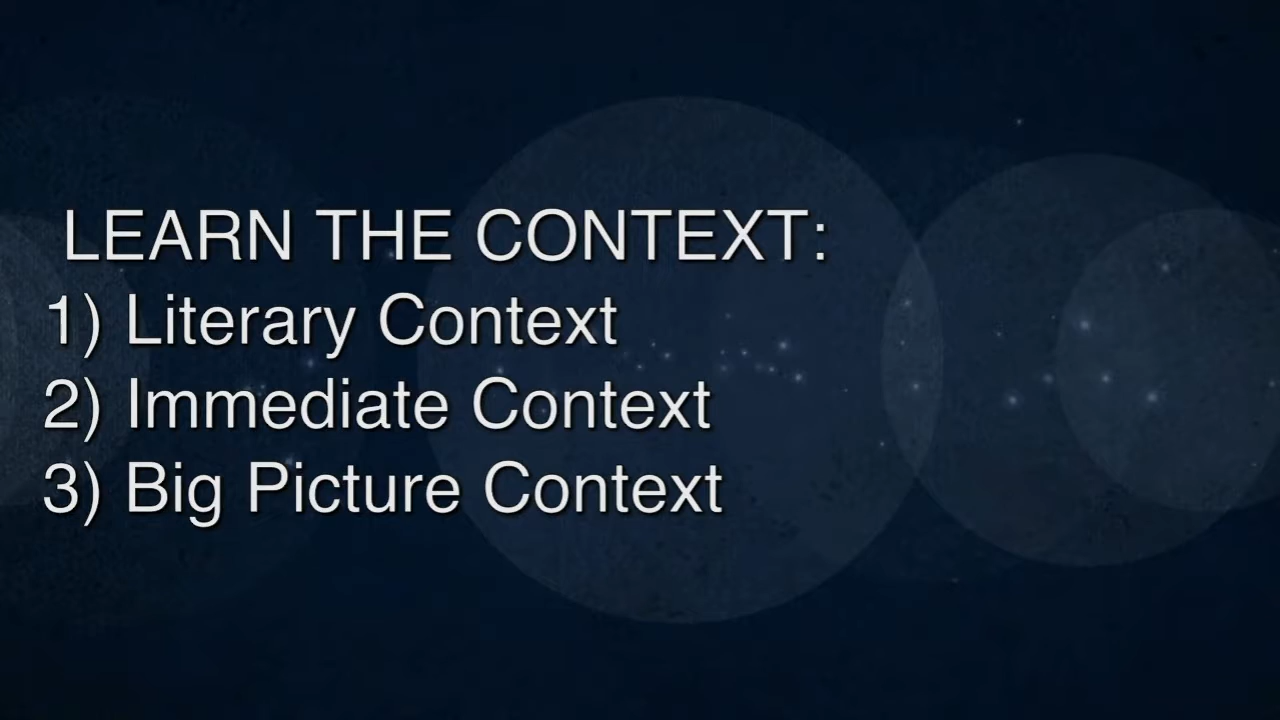 LEARN THE CONTEXT:
1) Literary Context
2) Immediate Context
3) Big Picture Context